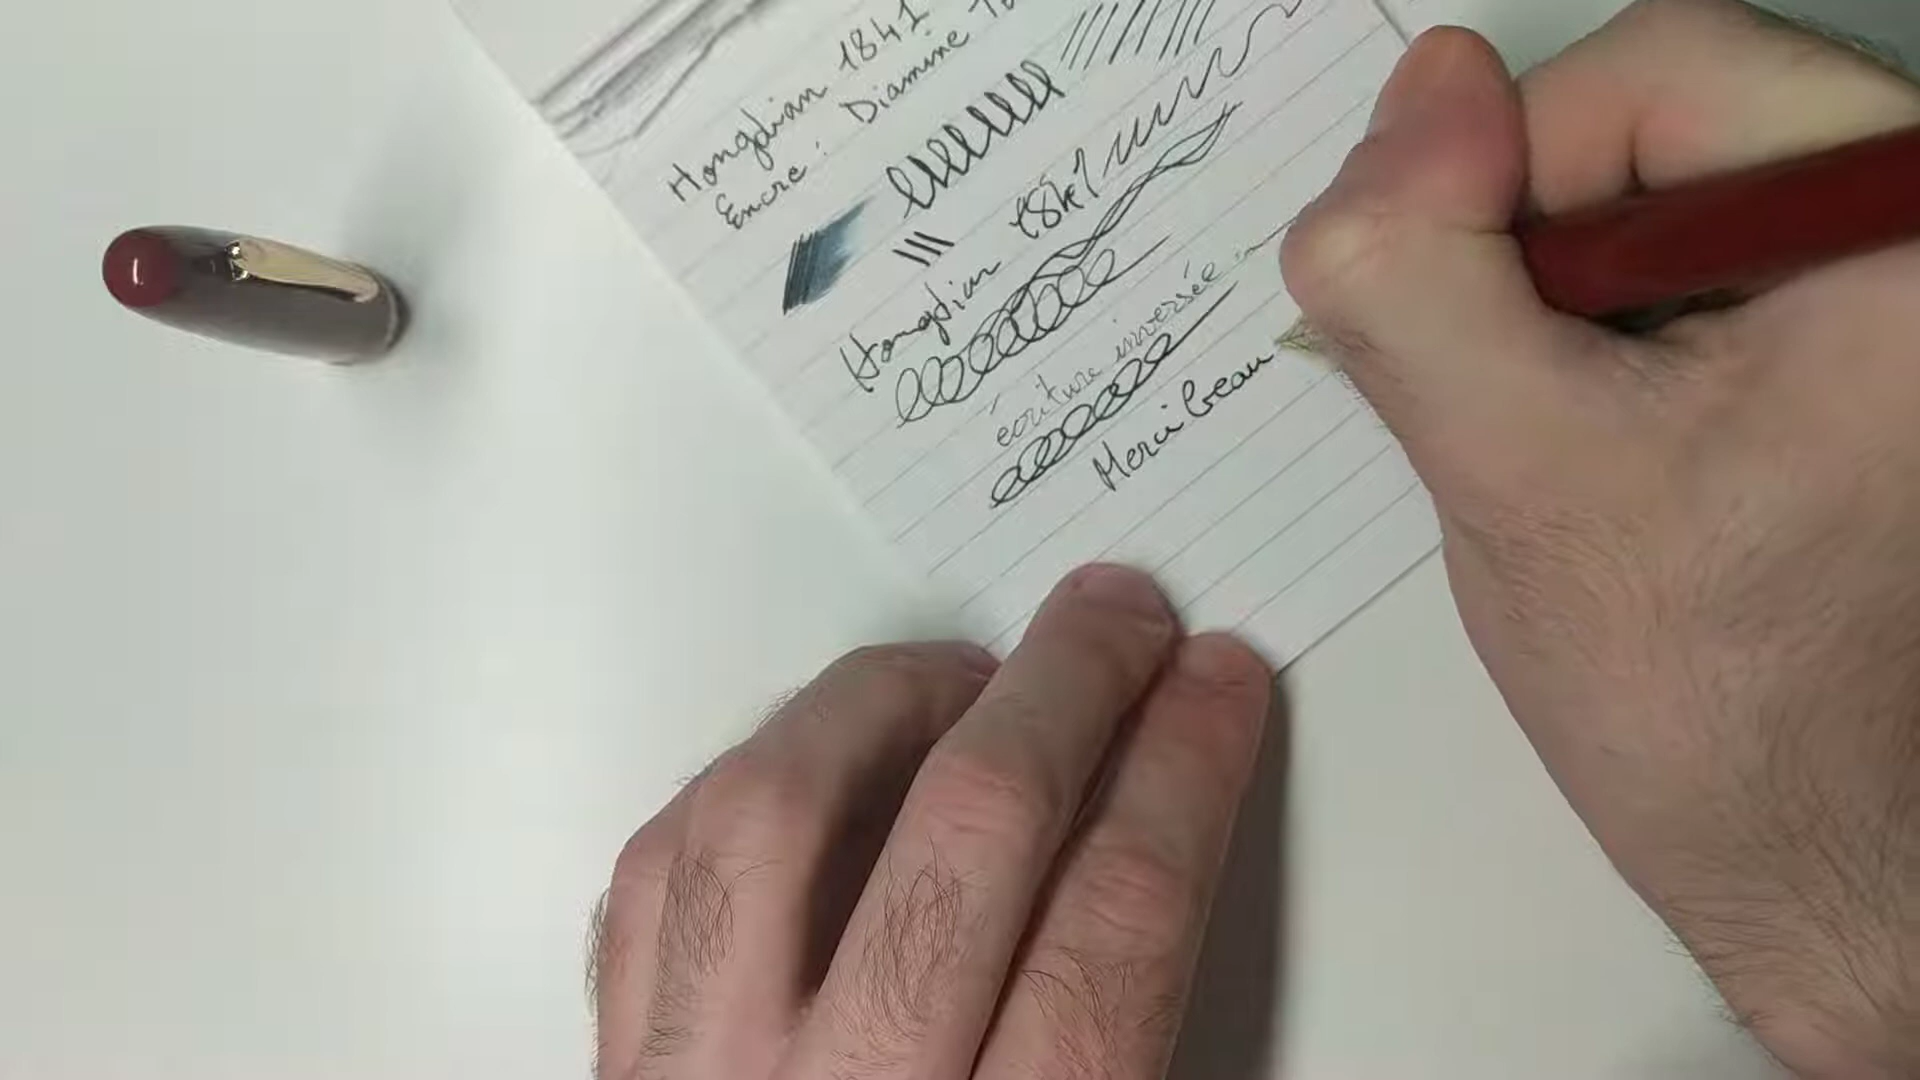 Hongdian 1841
Encre : Diamine
Hongdian 1841
écriture inversée
Merci beau